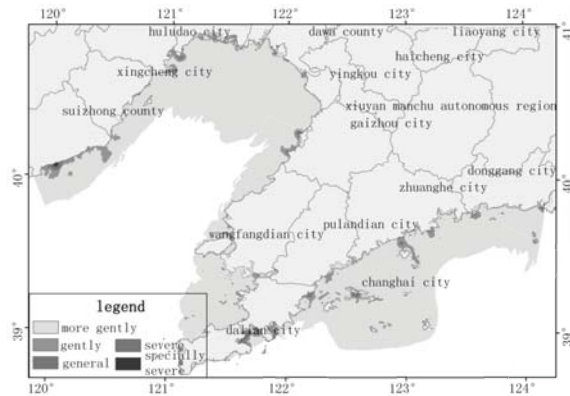 120° 121° 122° 123° 124°
huludao city dawa county liaoyang city
41°
41°
haicheng city
xingcheng city yingkou city
suizhong county xiuyan manchu autonomous region
gaizhou city
40° donggang city
40°
zhuanghe city
wangfangdian city pulandian city
changhai city
legend
more gently
gently severe
general specially
severe
dalian city
39°
39°
120° 121° 122° 123° 124°